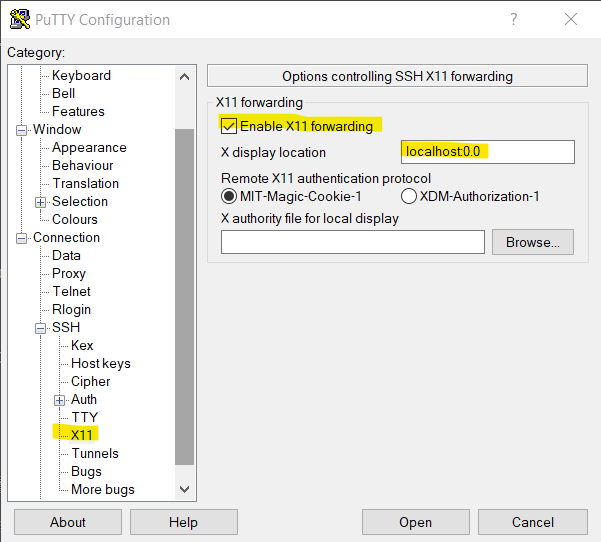 PuTTY Configuration
Category:
Keyboard
Bell
Features
Window
Appearance
Behaviour
Translation
Selection
Colours
Connection
Data
Proxy
Telnet
Rlogin
SSH
Kex
Host keys
Cipher
Auth
TTY
X11
Tunnels
Bugs
More bugs
Options controlling SSH X11 forwarding
X11 forwarding
Enable X11 forwarding
X display location localhost:0.0
Remote X11 authentication protocol
MIT-Magic-Cookie-1 XDM-Authorization-1
X authority file for local display
Browse...
About Help Open Cancel